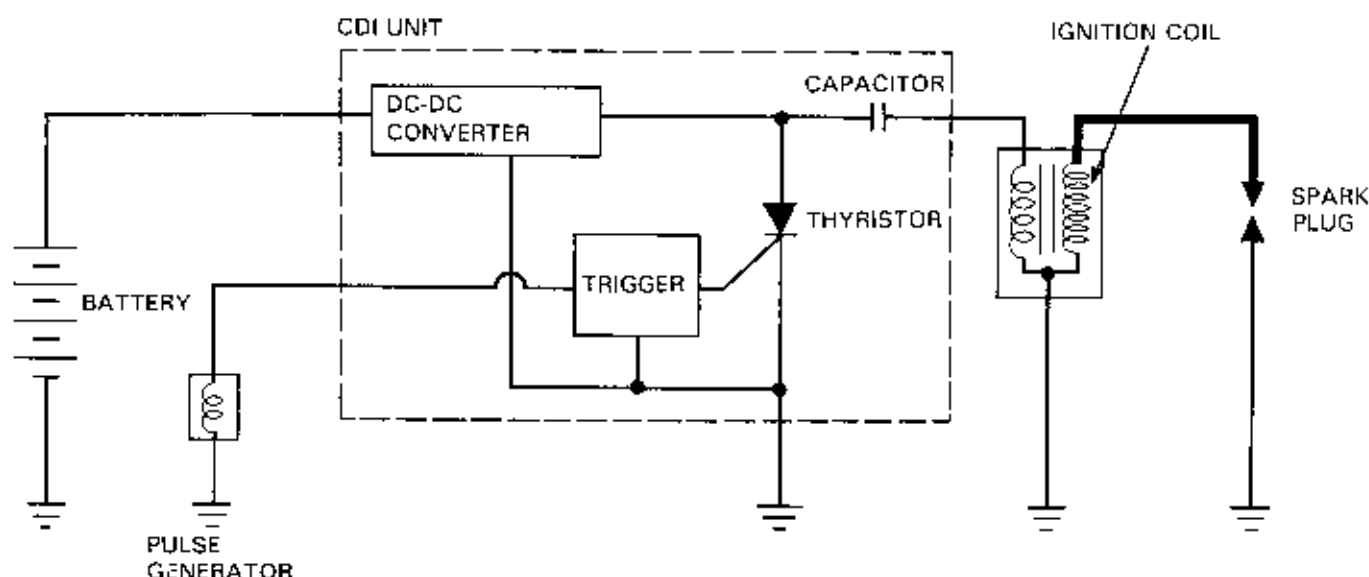 CDI UNIT
IGNITION COIL
DC-DC
CONVERTER
CAPACITOR
THYRISTOR
SPARK
PLUG
TRIGGER
BATTERY
PULSE
GENERATOR